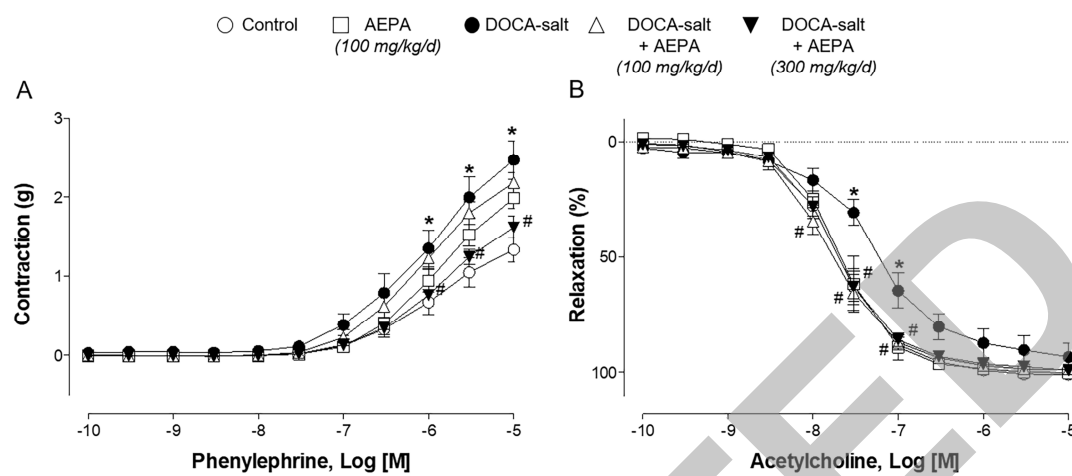 Control
AEPA
(100 mg/kg/d)
DOCA-salt
DOCA-salt
+ AEPA
(100 mg/kg/d)
DOCA-salt
+ AEPA
(300 mg/kg/d)
A
3
2
1
0
Contraction (g)
* * *
# # #
-10 -9 -8 -7 -6 -5
Phenylephrine, Log [M]
B
0
50
100
Relaxation (%)
* *
# # # # #
-10 -9 -8 -7 -6 -5
Acetylcholine, Log [M]